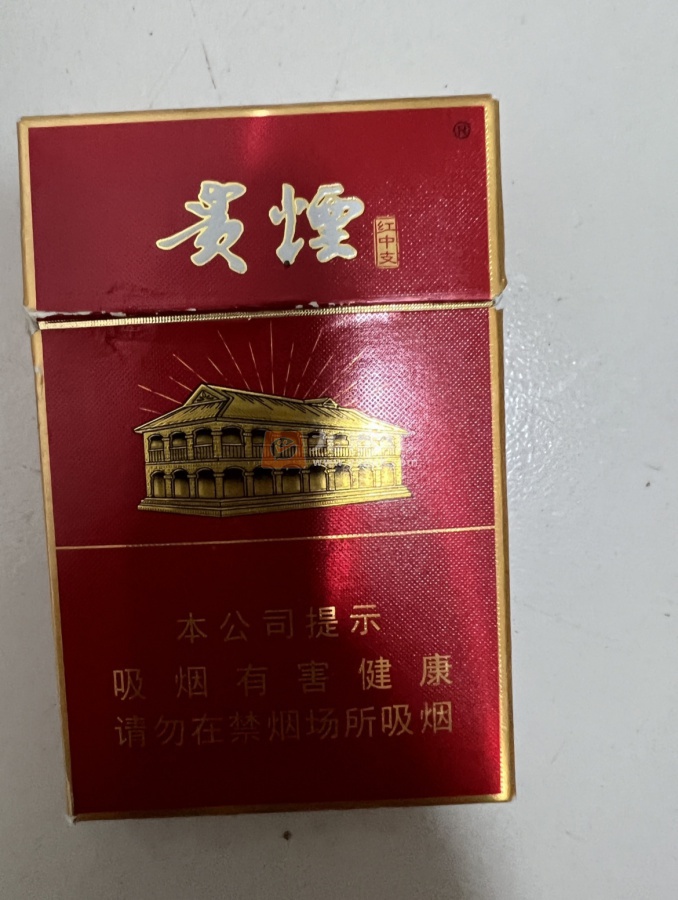 貴煙 红中支
®
本公司提示
吸烟有害健康
请勿在禁烟场所吸烟